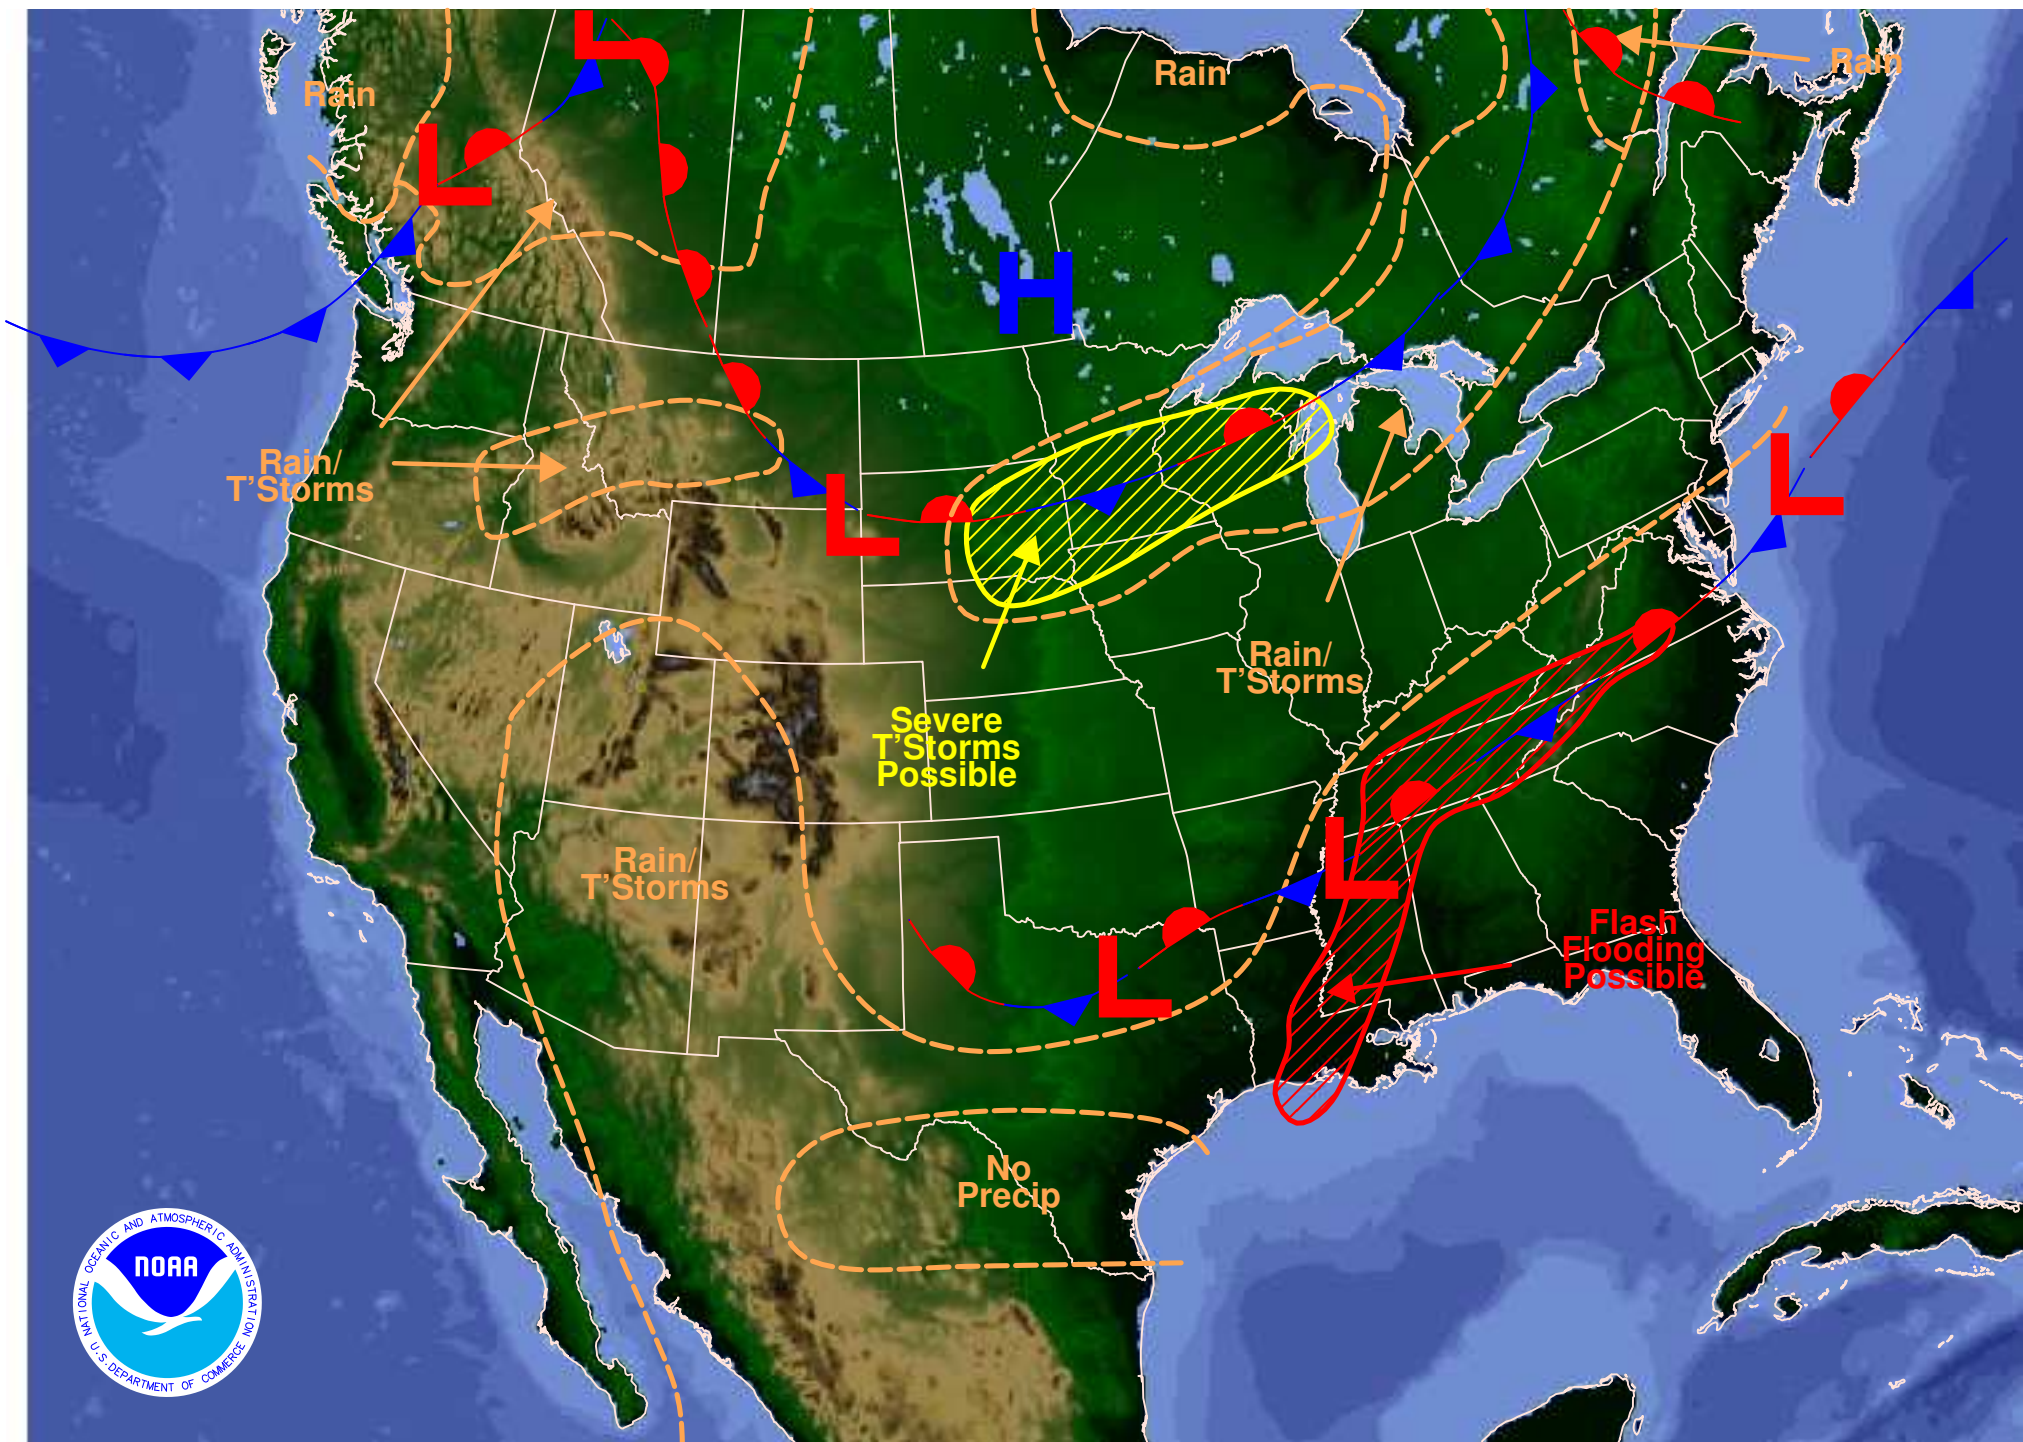 L
Rain
Rain
Rain
L
H
Rain/
T'Storms
L
L
Rain/
T'Storms
Severe
T'Storms
Possible
L
Rain/
T'Storms
Flash
Flooding
Possible
L
No
Precip
NATIONAL OCEANIC AND ATMOSPHERIC ADMINISTRATION
NOAA
U.S. DEPARTMENT OF COMMERCE